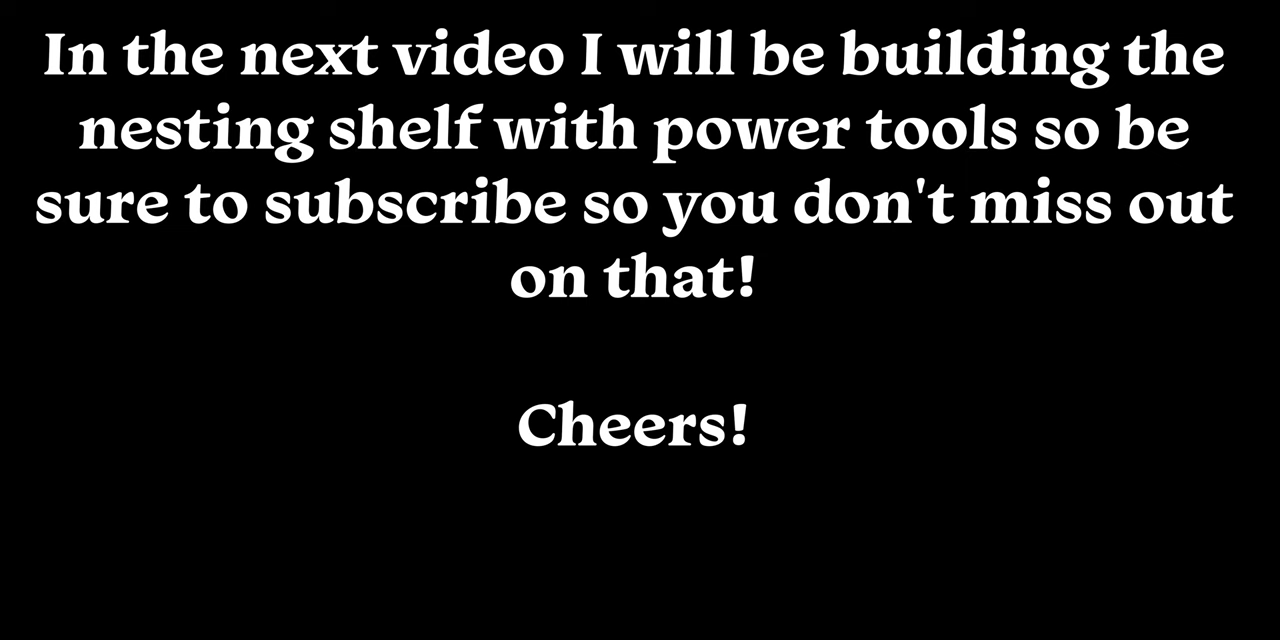 In the next video I will be building the
nesting shelf with power tools so be
sure to subscribe so you don't miss out
on that!
Cheers!